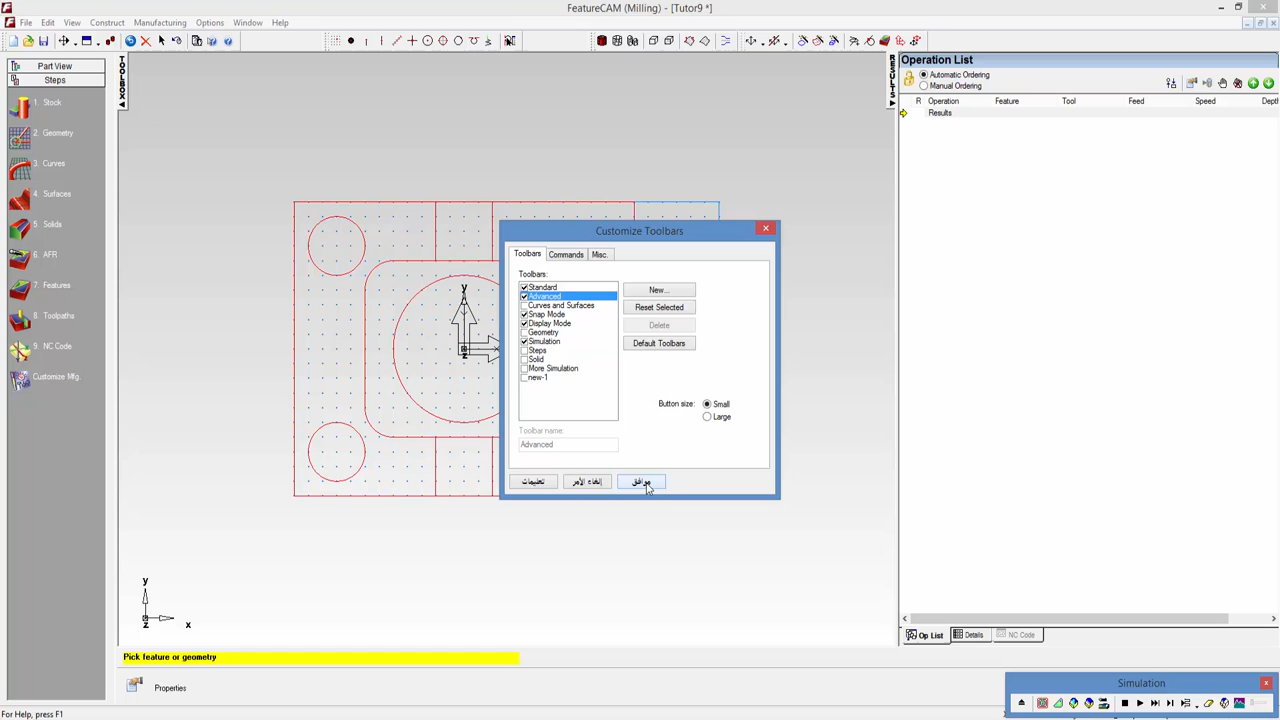 FeatureCAM (Milling) - [Tutor9 *]
File Edit View Construct Manufacturing Options Window Help
TOOLBOX
RESULTS
Part View
Steps
1. Stock
2. Geometry
3. Curves
4. Surfaces
5. Solids
6. AFR
7. Features
8. Toolpaths
9. NC Code
Customize Mfg.
y
z
y
z x
Customize Toolbars
Toolbars Commands Misc.
Toolbars:
Standard
Advanced
Curves and Surfaces
Snap Mode
Display Mode
Geometry
Simulation
Steps
Solid
More Simulation
new-1
New...
Reset Selected
Delete
Default Toolbars
Button size: Small
Large
Toolbar name:
Advanced
تعليمات إلغاء الأمر موافق
Operation List
Automatic Ordering
Manual Ordering
R Operation Feature Tool Feed Speed Depth
Results
Op List Details NC Code
Pick feature or geometry
Properties
Simulation
For Help, press F1